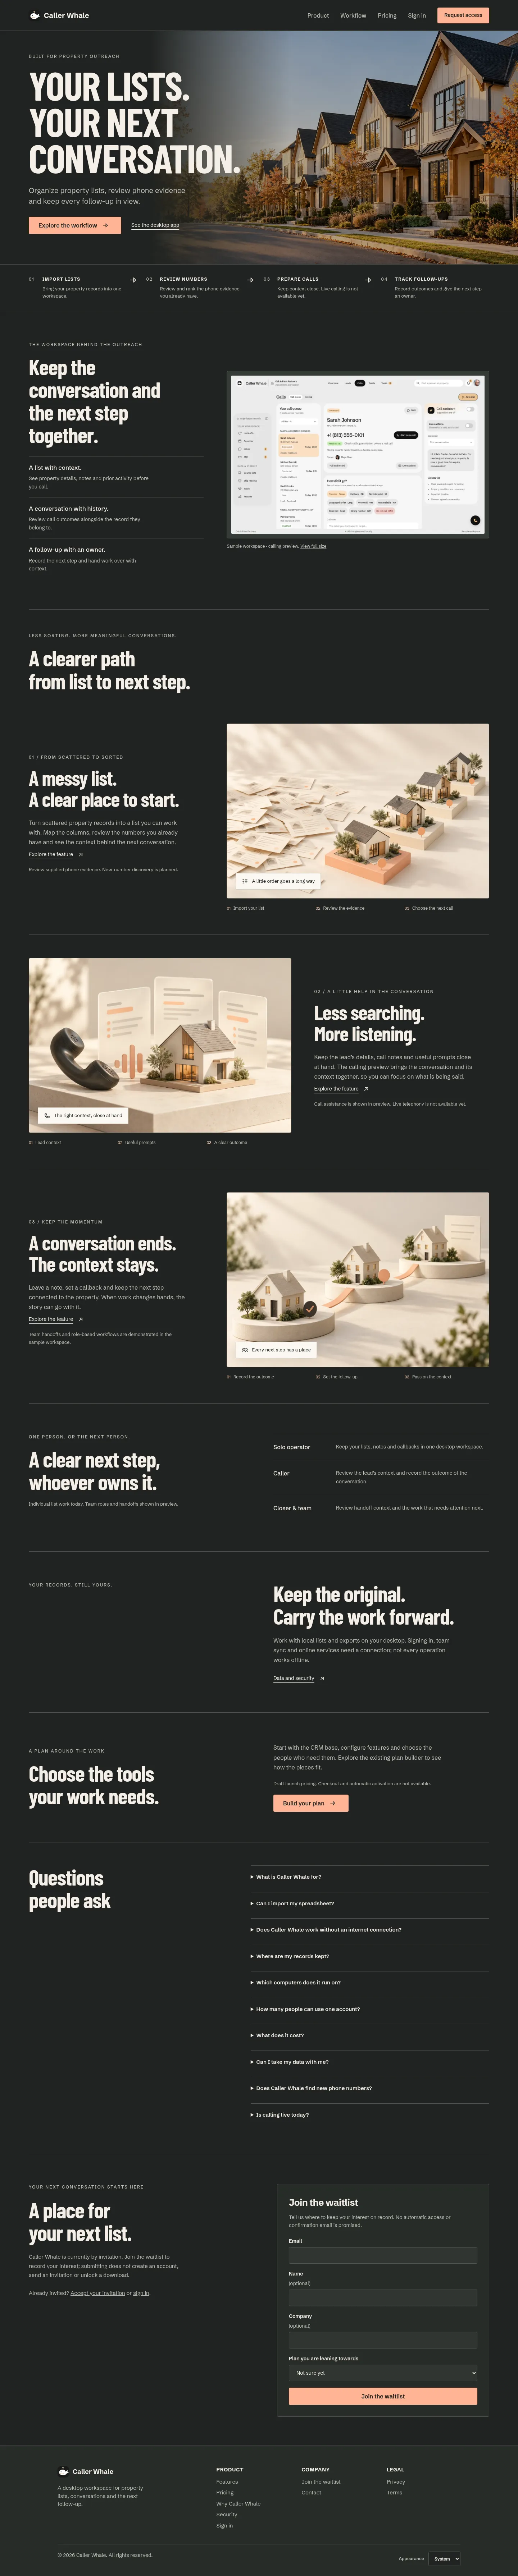 Caller Whale
Product
Workflow
Pricing
Sign in
Request access
BUILT FOR PROPERTY OUTREACH
YOUR LISTS.
YOUR NEXT
CONVERSATION.
Organize property lists, review phone evidence
and keep every follow-up in view.
Explore the workflow →
See the desktop app
01 IMPORT LISTS
Bring your property records into one
workspace.
02 REVIEW NUMBERS
Review and rank the phone evidence
you already have.
03 PREPARE CALLS
Keep context close. Live calling is not
available yet.
04 TRACK FOLLOW-UPS
Record outcomes and give the next step
an owner.
THE WORKSPACE BEHIND THE OUTREACH
Keep the
conversation and
the next step
together.
A list with context.
See property details, notes and prior activity before
you call.
A conversation with history.
Review call outcomes alongside the record they
belong to.
A follow-up with an owner.
Record the next step and hand work over with
context.
Caller Whale
Calls
Your call queue
Sarah Johnson
+1 (813) 555-0101
Call assistant
How did it go?
Sample workspace · calling preview. View full size
LESS SORTING. MORE MEANINGFUL CONVERSATIONS.
A clearer path
from list to next step.
01 / FROM SCATTERED TO SORTED
A messy list.
A clear place to start.
Turn scattered property records into a list you can work
with. Map the columns, review the numbers you already
have and see the context behind the next conversation.
Explore the feature
Review supplied phone evidence. New-number discovery is planned.
A little order goes a long way
01 Import your list
02 Review the evidence
03 Choose the next call
The right context, close at hand
01 Lead context
02 Useful prompts
03 A clear outcome
02 / A LITTLE HELP IN THE CONVERSATION
Less searching.
More listening.
Keep the lead's details, call notes and useful prompts close
at hand. The calling preview brings the conversation and its
context together, so you can focus on what is being said.
Explore the feature
Call assistance is shown in preview. Live telephony is not available yet.
03 / KEEP THE MOMENTUM
A conversation ends.
The context stays.
Leave a note, set a callback and keep the next step
connected to the property. When work changes hands, the
story can go with it.
Explore the feature
Team handoffs and role-based workflows are demonstrated in the
sample workspace.
Every next step has a place
01 Record the outcome
02 Set the follow-up
03 Pass on the context
ONE PERSON. OR THE NEXT PERSON.
A clear next step,
whoever owns it.
Individual list work today. Team roles and handoffs shown in preview.
Solo operator
Keep your lists, notes and callbacks in one desktop workspace.
Caller
Review the lead's context and record the outcome of the
conversation.
Closer & team
Review handoff context and the work that needs attention next.
YOUR RECORDS. STILL YOURS.
Keep the original.
Carry the work forward.
Work with local lists and exports on your desktop. Signing in, team
sync and online services need a connection; not every operation
works offline.
Data and security
A PLAN AROUND THE WORK
Choose the tools
your work needs.
Start with the CRM base, configure features and choose the
people who need them. Explore the existing plan builder to see
how the pieces fit.
Draft launch pricing. Checkout and automatic activation are not available.
Build your plan →
Questions
people ask
What is Caller Whale for?
Can I import my spreadsheet?
Does Caller Whale work without an internet connection?
Where are my records kept?
Which computers does it run on?
How many people can use one account?
What does it cost?
Can I take my data with me?
Does Caller Whale find new phone numbers?
Is calling live today?
YOUR NEXT CONVERSATION STARTS HERE
A place for
your next list.
Caller Whale is currently by invitation. Join the waitlist to
record your interest; submitting does not create an account,
send an invitation or unlock a download.
Already invited? Accept your invitation or sign in.
Join the waitlist
Tell us where to keep your interest on record. No automatic access or
confirmation email is promised.
Email
Name
(optional)
Company
(optional)
Plan you are leaning towards
Not sure yet
Join the waitlist
Caller Whale
A desktop workspace for property
lists, conversations and the next
follow-up.
PRODUCT
Features
Pricing
Why Caller Whale
Security
Sign in
COMPANY
Join the waitlist
Contact
LEGAL
Privacy
Terms
© 2026 Caller Whale. All rights reserved.
Appearance
System